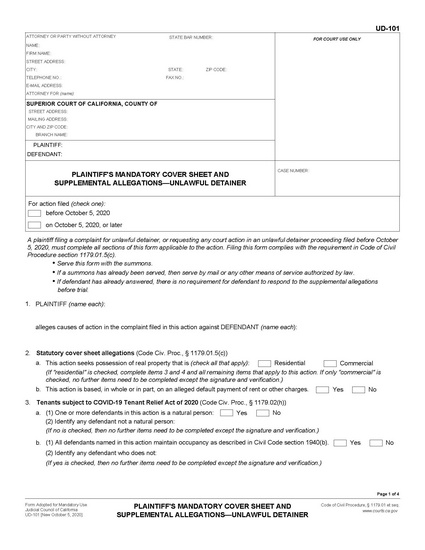 UD-101
ATTORNEY OR PARTY WITHOUT ATTORNEY STATE BAR NUMBER:
NAME:
FIRM NAME:
STREET ADDRESS:
CITY: STATE: ZIP CODE:
TELEPHONE NO.: FAX NO.:
E-MAIL ADDRESS:
ATTORNEY FOR (name):
FOR COURT USE ONLY
SUPERIOR COURT OF CALIFORNIA, COUNTY OF
STREET ADDRESS:
MAILING ADDRESS:
CITY AND ZIP CODE:
BRANCH NAME:
PLAINTIFF:
DEFENDANT:
PLAINTIFF'S MANDATORY COVER SHEET AND
SUPPLEMENTAL ALLEGATIONS—UNLAWFUL DETAINER
CASE NUMBER:
For action filed (check one):
before October 5, 2020
on October 5, 2020, or later
A plaintiff filing a complaint for unlawful detainer, or requesting any court action in an unlawful detainer proceeding filed before October
5, 2020, must complete all sections of this form applicable to the action. Filing this form complies with the requirement in Code of Civil
Procedure section 1179.01.5(c).
• Serve this form with the summons.
• If a summons has already been served, then serve by mail or any other means of service authorized by law.
• If defendant has already answered, there is no requirement for defendant to respond to the supplemental allegations
before trial.
1. PLAINTIFF (name each):
alleges causes of action in the complaint filed in this action against DEFENDANT (name each):
2. Statutory cover sheet allegations (Code Civ. Proc., § 1179.01.5(c))
a. This action seeks possession of real property that is (check all that apply): Residential Commercial
(If "residential" is checked, complete items 3 and 4 and all remaining items that apply to this action. If only "commercial" is
checked, no further items need to be completed except the signature and verification.)
b. This action is based, in whole or in part, on an alleged default payment of rent or other charges. Yes No
3. Tenants subject to COVID-19 Tenant Relief Act of 2020 (Code Civ. Proc., § 1179.02(h))
a. (1) One or more defendants in this action is a natural person: Yes No
(2) Identify any defendant not a natural person:
(If no is checked, then no further items need to be completed except the signature and verification.)
b. (1) All defendants named in this action maintain occupancy as described in Civil Code section 1940(b). Yes No
(2) Identify any defendant who does not:
(If yes is checked, then no further items need to be completed except the signature and verification.)
Page 1 of 4
Form Adopted for Mandatory Use
Judicial Council of California
UD-101 [New October 5, 2020]
PLAINTIFF'S MANDATORY COVER SHEET AND
SUPPLEMENTAL ALLEGATIONS—UNLAWFUL DETAINER
Code of Civil Procedure, § 1179.01 et seq.
www.courts.ca.gov